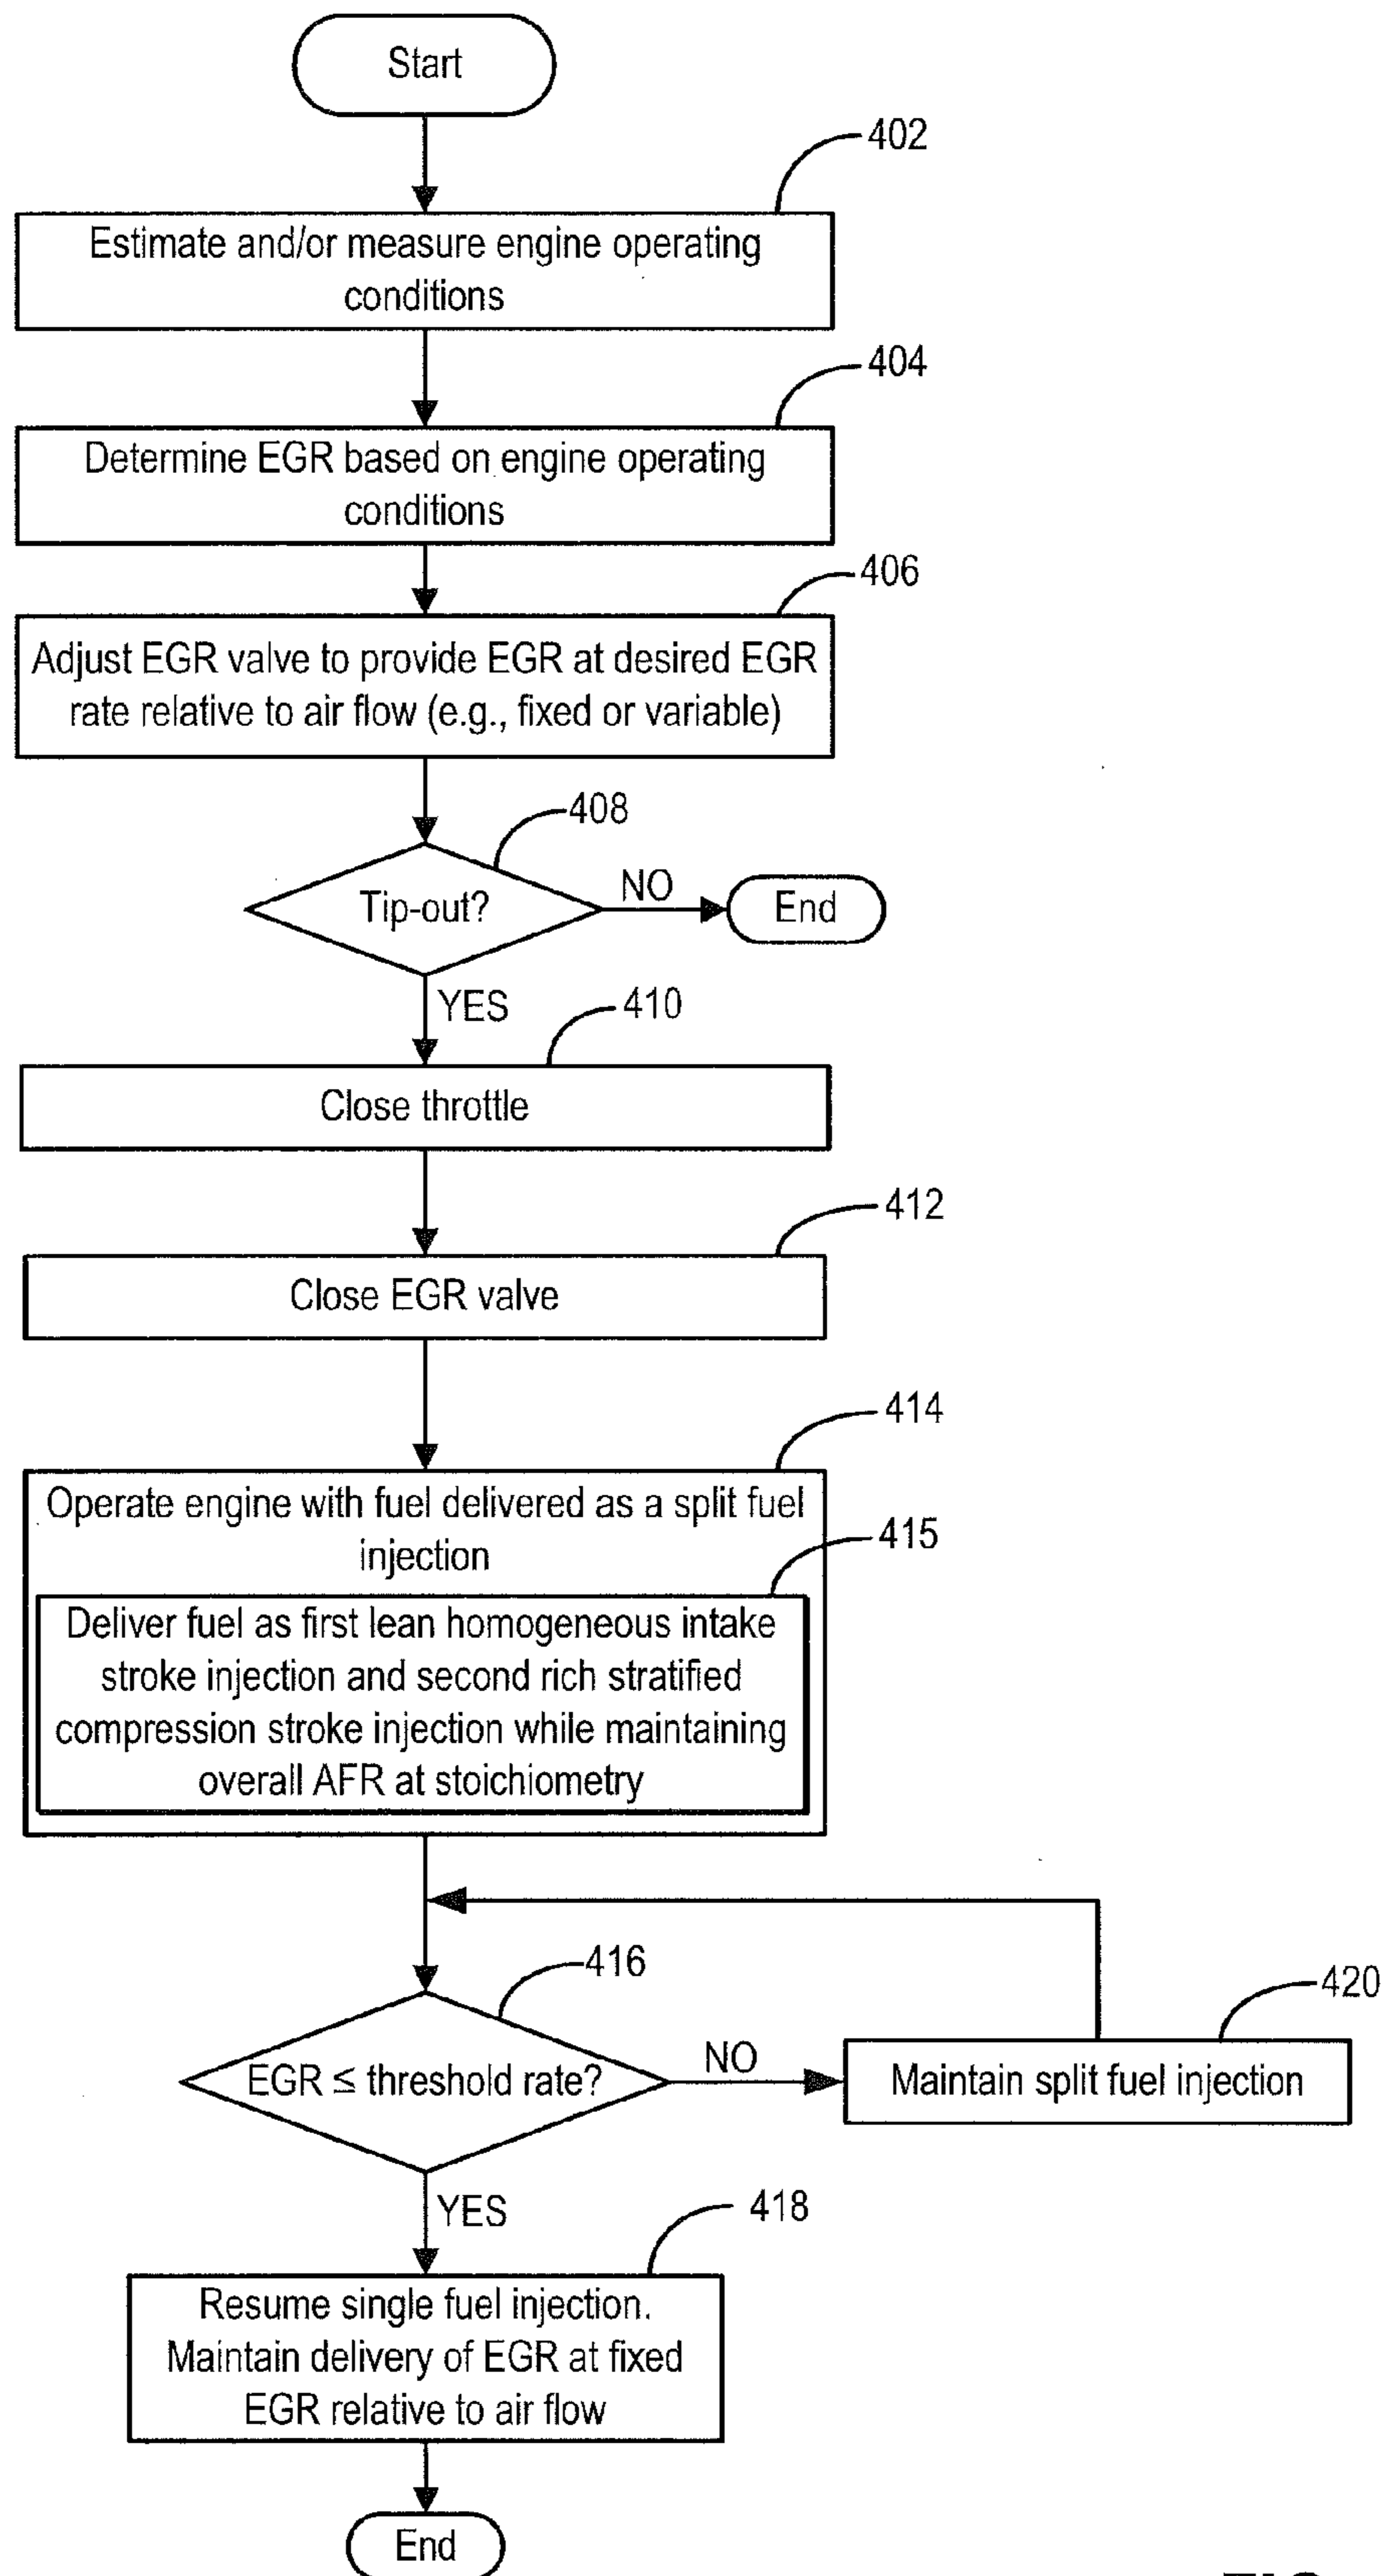 Start
402
Estimate and/or measure engine operating
conditions
404
Determine EGR based on engine operating
conditions
406
Adjust EGR valve to provide EGR at desired EGR
rate relative to air flow (e.g., fixed or variable)
408
Tip-out?
NO
End
YES
410
Close throttle
412
Close EGR valve
414
Operate engine with fuel delivered as a split fuel
injection
415
Deliver fuel as first lean homogeneous intake
stroke injection and second rich stratified
compression stroke injection while maintaining
overall AFR at stoichiometry
416
EGR ≤ threshold rate?
NO
420
Maintain split fuel injection
YES
418
Resume single fuel injection.
Maintain delivery of EGR at fixed
EGR relative to air flow
End